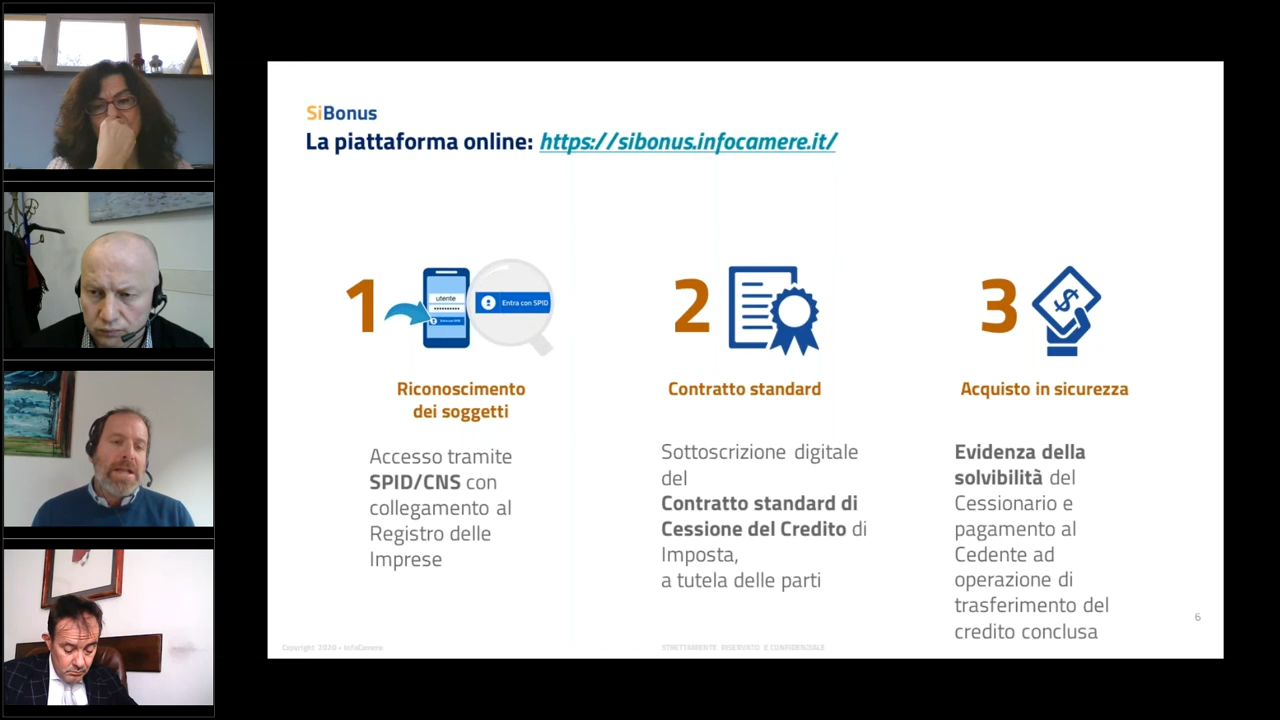 SiBonus
La piattaforma online: https://sibonus.infocamere.it/
1
utente
Entra con SPID
2
3
Riconoscimento
dei soggetti
Contratto standard
Acquisto in sicurezza
Accesso tramite
SPID/CNS con
collegamento al
Registro delle
Imprese
Sottoscrizione digitale
del
Contratto standard di
Cessione del Credito di
Imposta,
a tutela delle parti
Evidenza della
solvibilità del
Cessionario e
pagamento al
Cedente ad
operazione di
trasferimento del
credito conclusa
6
Copyright 2020 • InfoCamere
STRETTAMENTE RISERVATO E CONFIDENZIALE